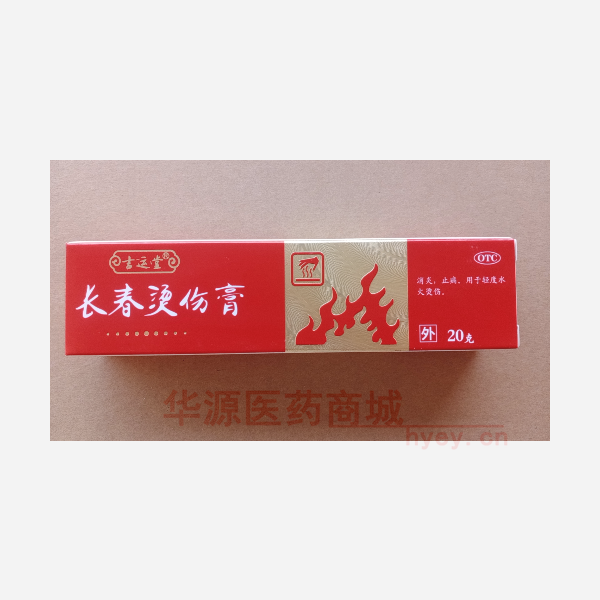 吉运堂®
长春烫伤膏
OTC
消炎，止痛。用于轻度水
火烫伤。
外
20克
华源医药商城
hyey.cn